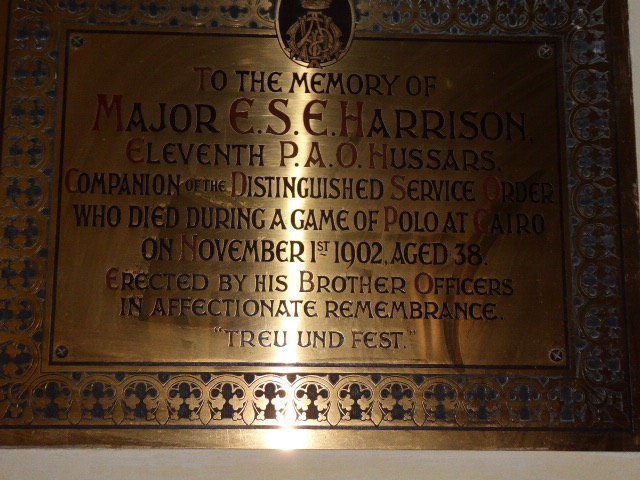 To the memory of
Major E.S.E. Harrison,
Eleventh P.A.O. Hussars,
Companion of the Distinguished Service Order
who died during a game of Polo at Cairo
on November 1st 1902, aged 38.
Erected by his Brother Officers
in affectionate remembrance.
"Treu und Fest."